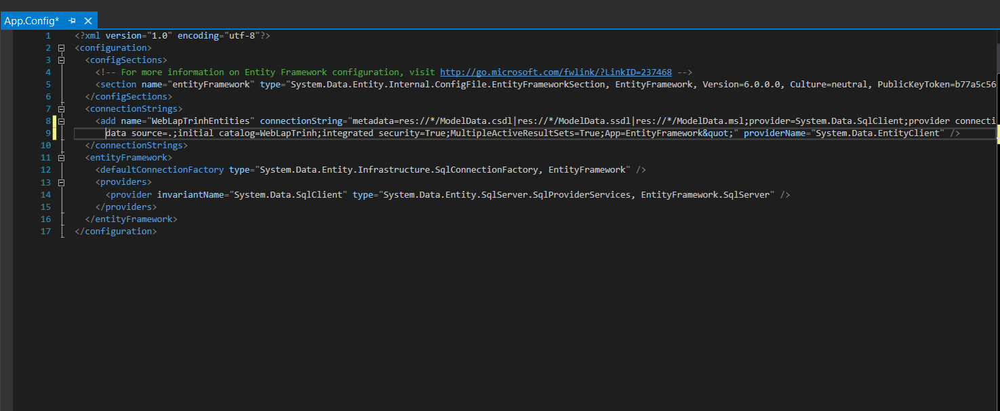 App.Config*
1 <?xml version="1.0" encoding="utf-8"?>
2 <configuration>
3 <configSections>
4 <!-- For more information on Entity Framework configuration, visit http://go.microsoft.com/fwlink/?LinkID=237468 -->
5 <section name="entityFramework" type="System.Data.Entity.Internal.ConfigFile.EntityFrameworkSection, EntityFramework, Version=6.0.0.0, Culture=neutral, PublicKeyToken=b77a5c56
6 </configSections>
7 <connectionStrings>
8 <add name="WebLapTrinhEntities" connectionString="metadata=res://*/ModelData.csdl|res://*/ModelData.ssdl|res://*/ModelData.msl;provider=System.Data.SqlClient;provider connecti
9 data source=.;initial catalog=WebLapTrinh;integrated security=True;MultipleActiveResultSets=True;App=EntityFramework&quot;" providerName="System.Data.EntityClient" />
10 </connectionStrings>
11 <entityFramework>
12 <defaultConnectionFactory type="System.Data.Entity.Infrastructure.SqlConnectionFactory, EntityFramework" />
13 <providers>
14 <provider invariantName="System.Data.SqlClient" type="System.Data.Entity.SqlServer.SqlProviderServices, EntityFramework.SqlServer" />
15 </providers>
16 </entityFramework>
17 </configuration>